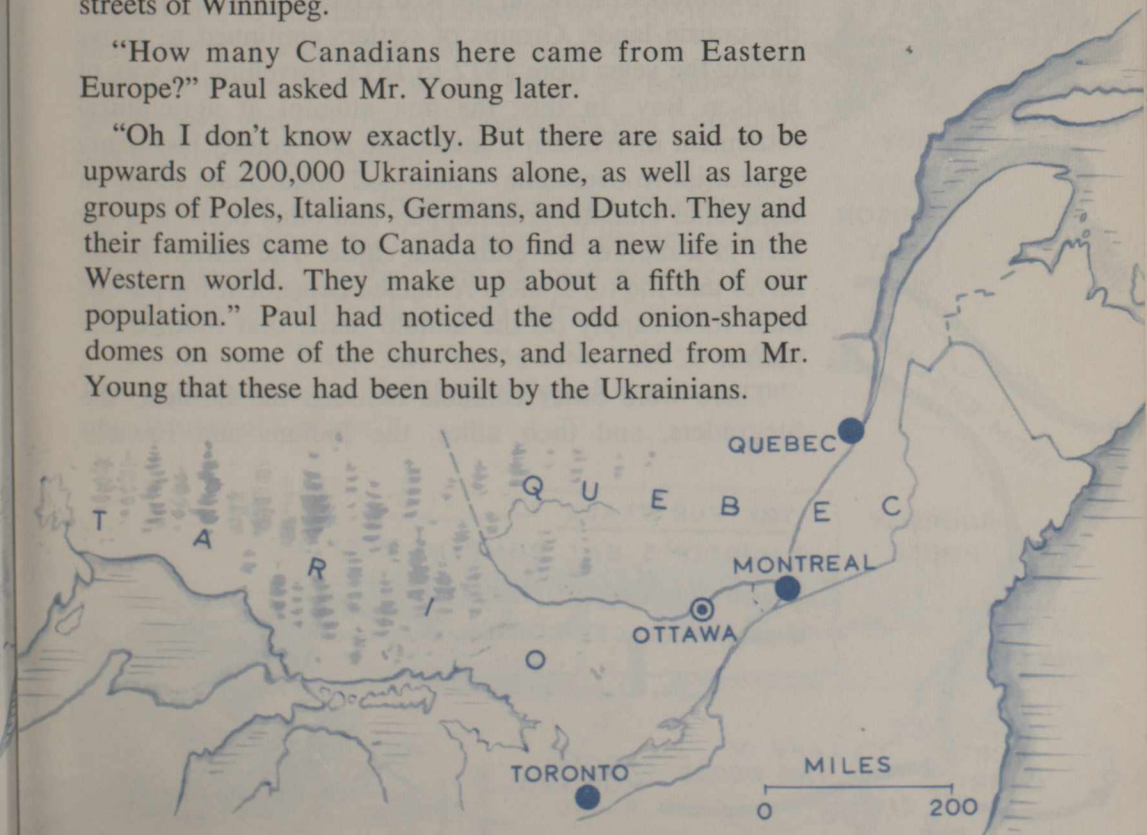 streets of Winnipeg.
“How many Canadians here came from Eastern
Europe?” Paul asked Mr. Young later.
“Oh I don't know exactly. But there are said to be
upwards of 200,000 Ukrainians alone, as well as large
groups of Poles, Italians, Germans, and Dutch. They and
their families came to Canada to find a new life in the
Western world. They make up about a fifth of our
population.” Paul had noticed the odd onion-shaped
domes on some of the churches, and learned from Mr.
Young that these had been built by the Ukrainians.
QUEBEC
QUEBEC
TARIO
MONTREAL
OTTAWA
TORONTO
MILES
0 200